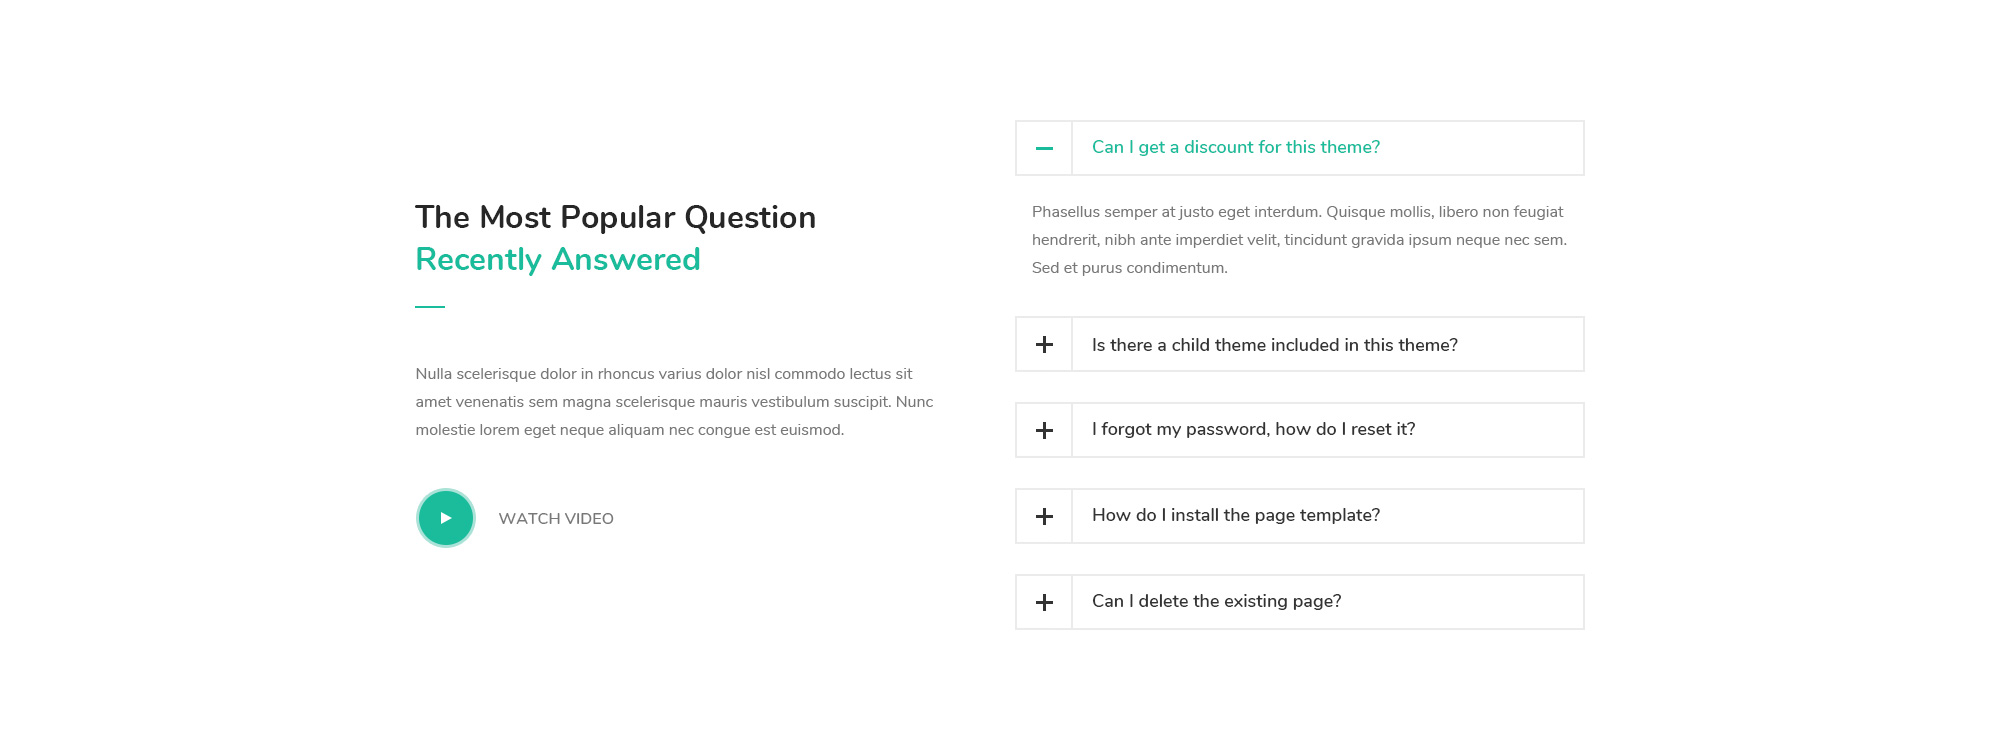 The Most Popular Question
Recently Answered
Nulla scelerisque dolor in rhoncus varius dolor nisl commodo lectus sit
amet venenatis sem magna scelerisque mauris vestibulum suscipit. Nunc
molestie lorem eget neque aliquam nec congue est euismod.
WATCH VIDEO
Can I get a discount for this theme?
Phasellus semper at justo eget interdum. Quisque mollis, libero non feugiat
hendrerit, nibh ante imperdiet velit, tincidunt gravida ipsum neque nec sem.
Sed et purus condimentum.
Is there a child theme included in this theme?
I forgot my password, how do I reset it?
How do I install the page template?
Can I delete the existing page?